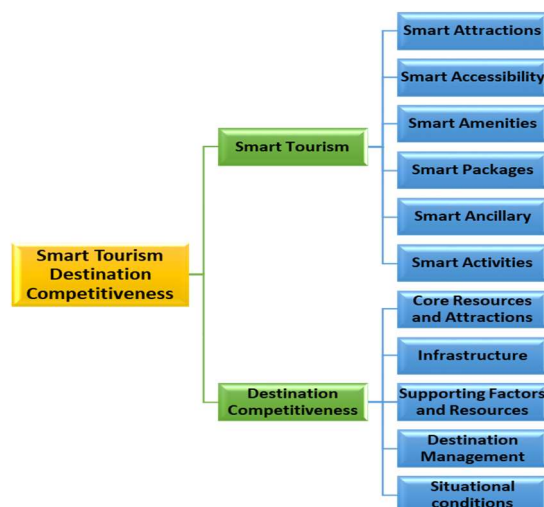 Smart Tourism
Destination
Competitiveness
Smart Tourism
Smart Attractions
Smart Accessibility
Smart Amenities
Smart Packages
Smart Ancillary
Smart Activities
Destination
Competitiveness
Core Resources
and Attractions
Infrastructure
Supporting Factors
and Resources
Destination
Management
Situational
conditions